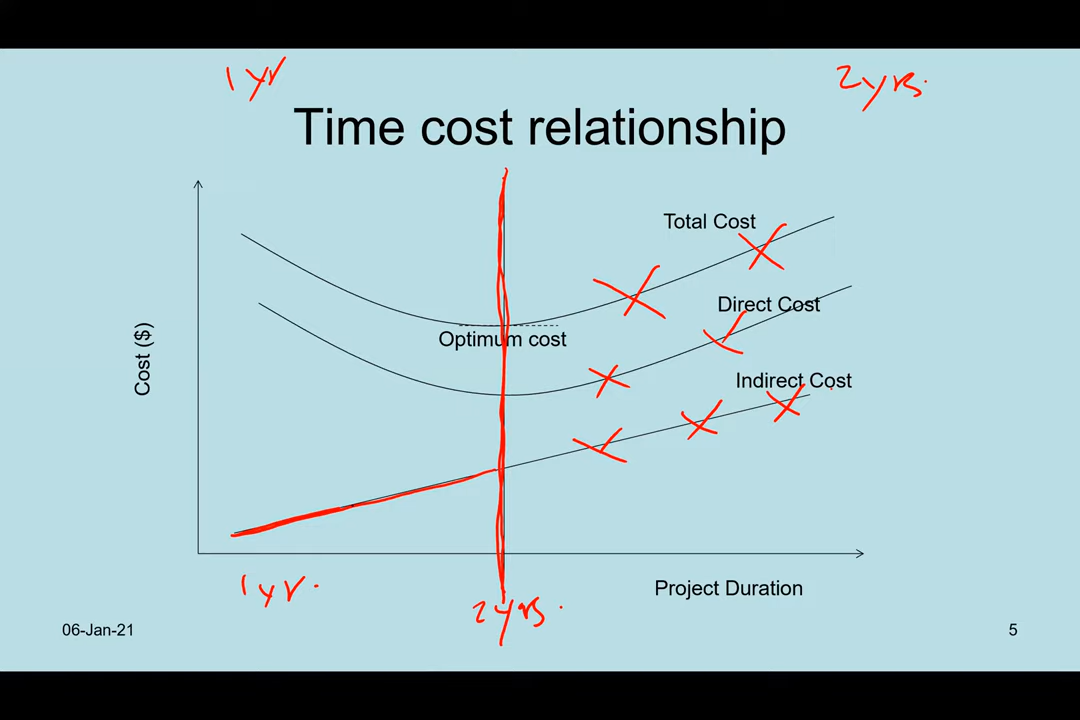 1 yr
2 yrs.
Time cost relationship
Total Cost
Direct Cost
Optimum cost
Indirect Cost
Cost ($)
1 yr.
2 yrs.
Project Duration
06-Jan-21
5